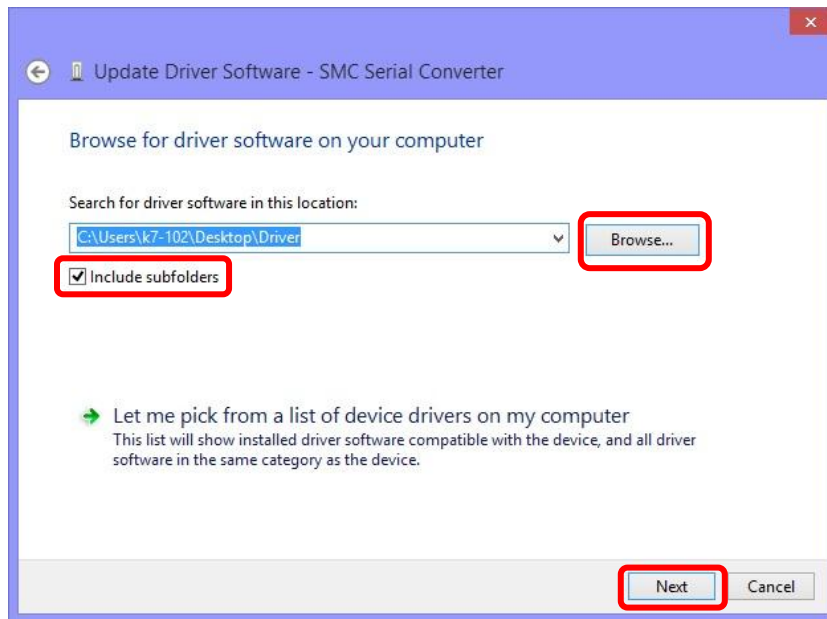 Update Driver Software - SMC Serial Converter
Browse for driver software on your computer
Search for driver software in this location:
C:\Users\k7-102\Desktop\Driver
Browse...
Include subfolders
Let me pick from a list of device drivers on my computer
This list will show installed driver software compatible with the device, and all driver
software in the same category as the device.
Next
Cancel